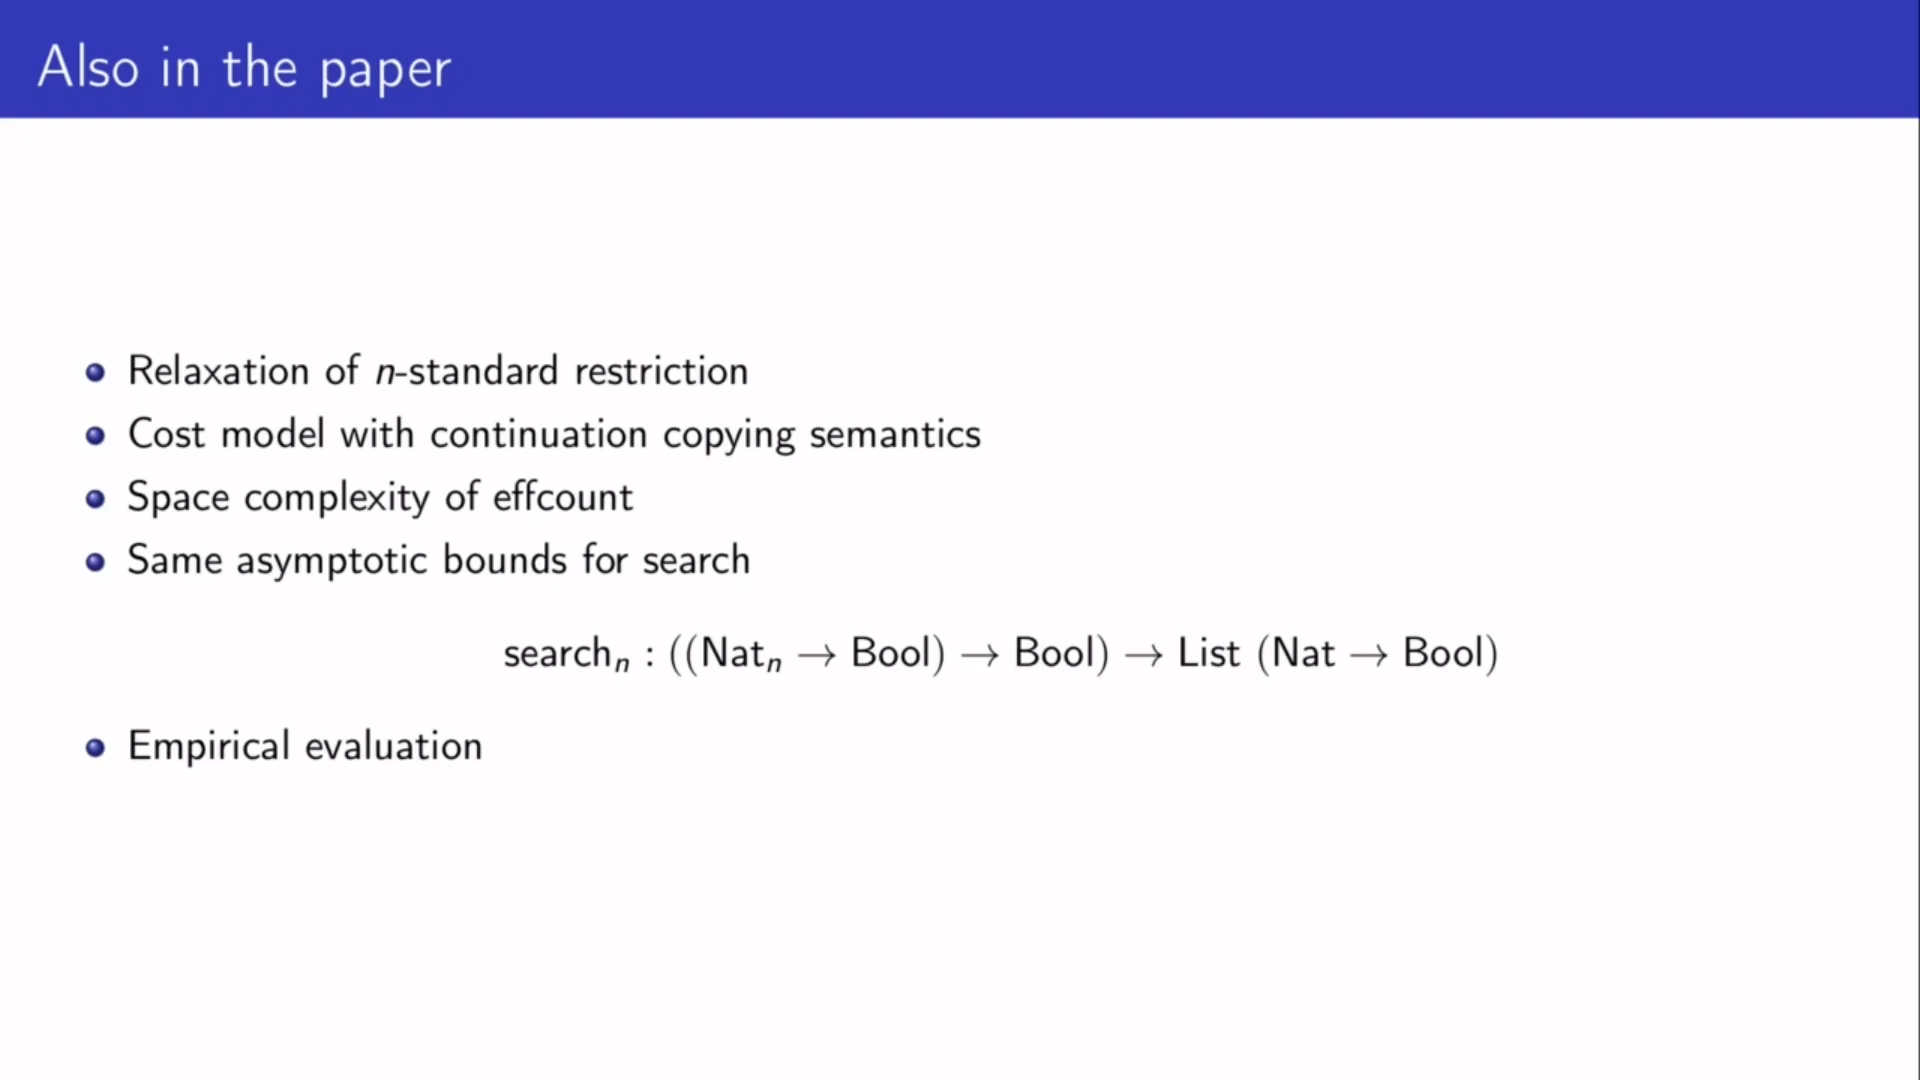 Also in the paper
Relaxation of n-standard restriction
Cost model with continuation copying semantics
Space complexity of effcount
Same asymptotic bounds for search
searchₙ : ((Natₙ → Bool) → Bool) → List (Nat → Bool)
Empirical evaluation